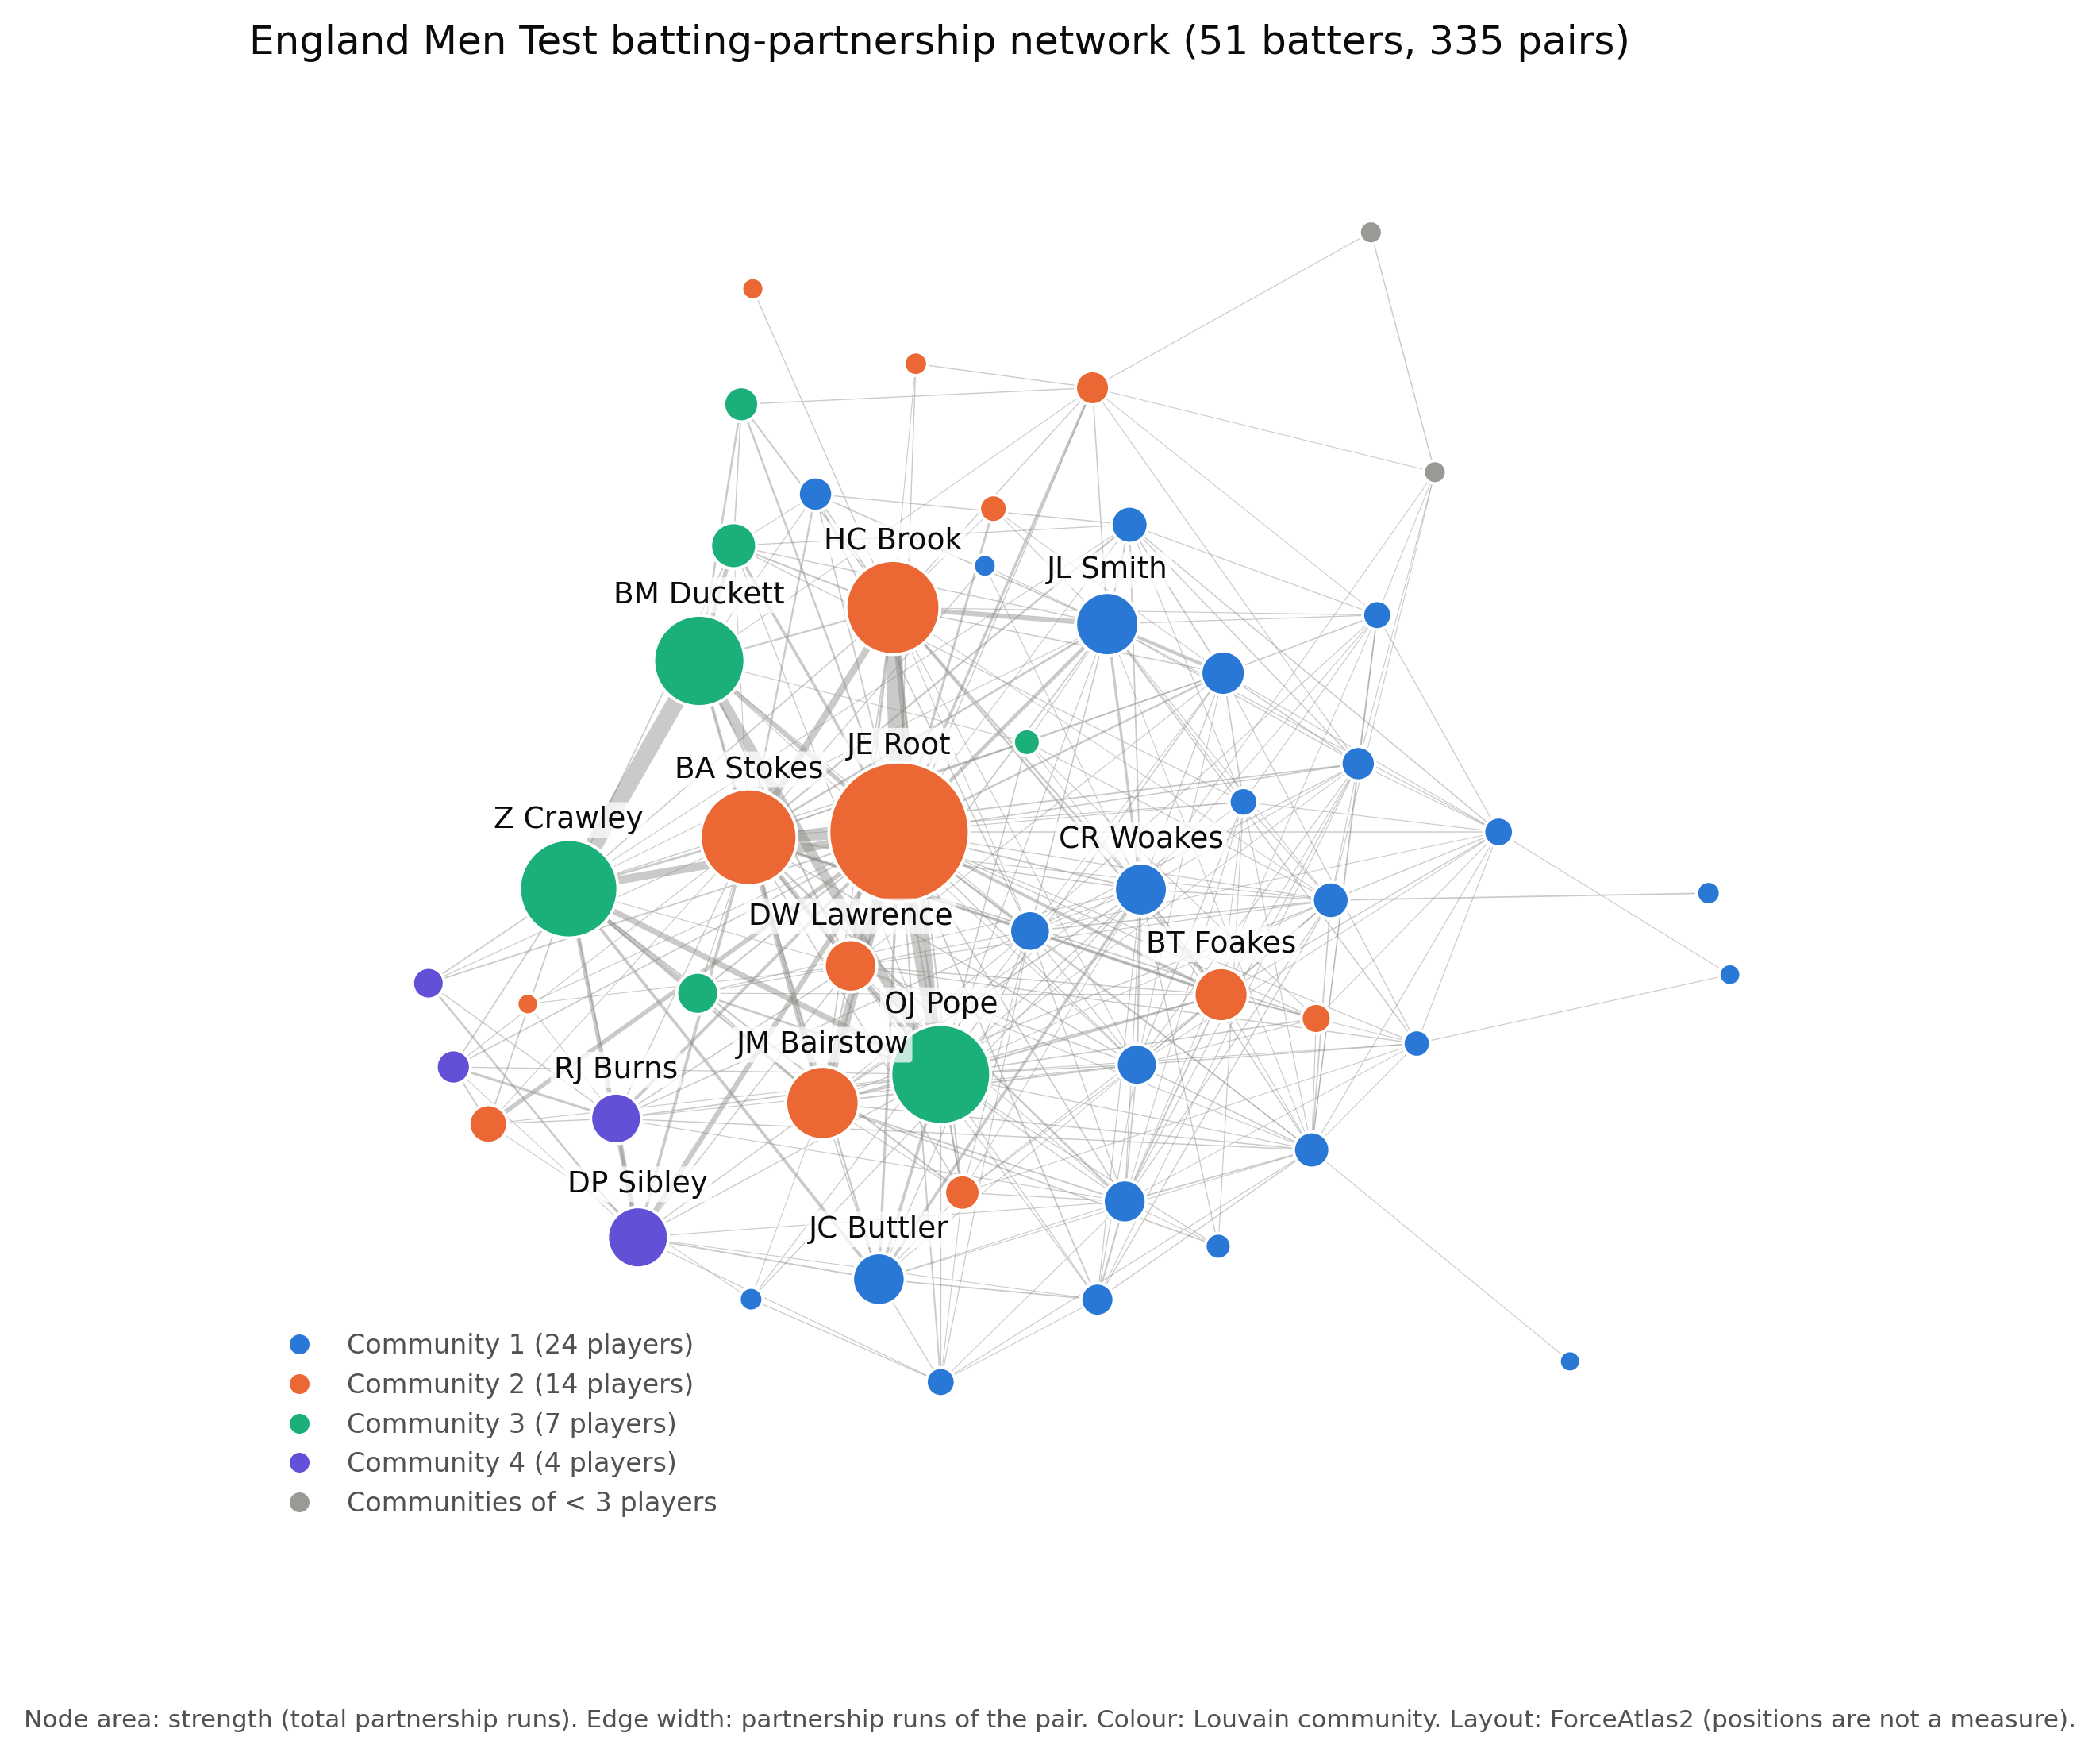 England Men Test batting-partnership network (51 batters, 335 pairs)
HC Brook
JL Smith
BM Duckett
JE Root
BA Stokes
Z Crawley
CR Woakes
DW Lawrence
BT Foakes
OJ Pope
JM Bairstow
RJ Burns
DP Sibley
JC Buttler
Community 1 (24 players)
Community 2 (14 players)
Community 3 (7 players)
Community 4 (4 players)
Communities of < 3 players
Node area: strength (total partnership runs). Edge width: partnership runs of the pair. Colour: Louvain community. Layout: ForceAtlas2 (positions are not a measure).